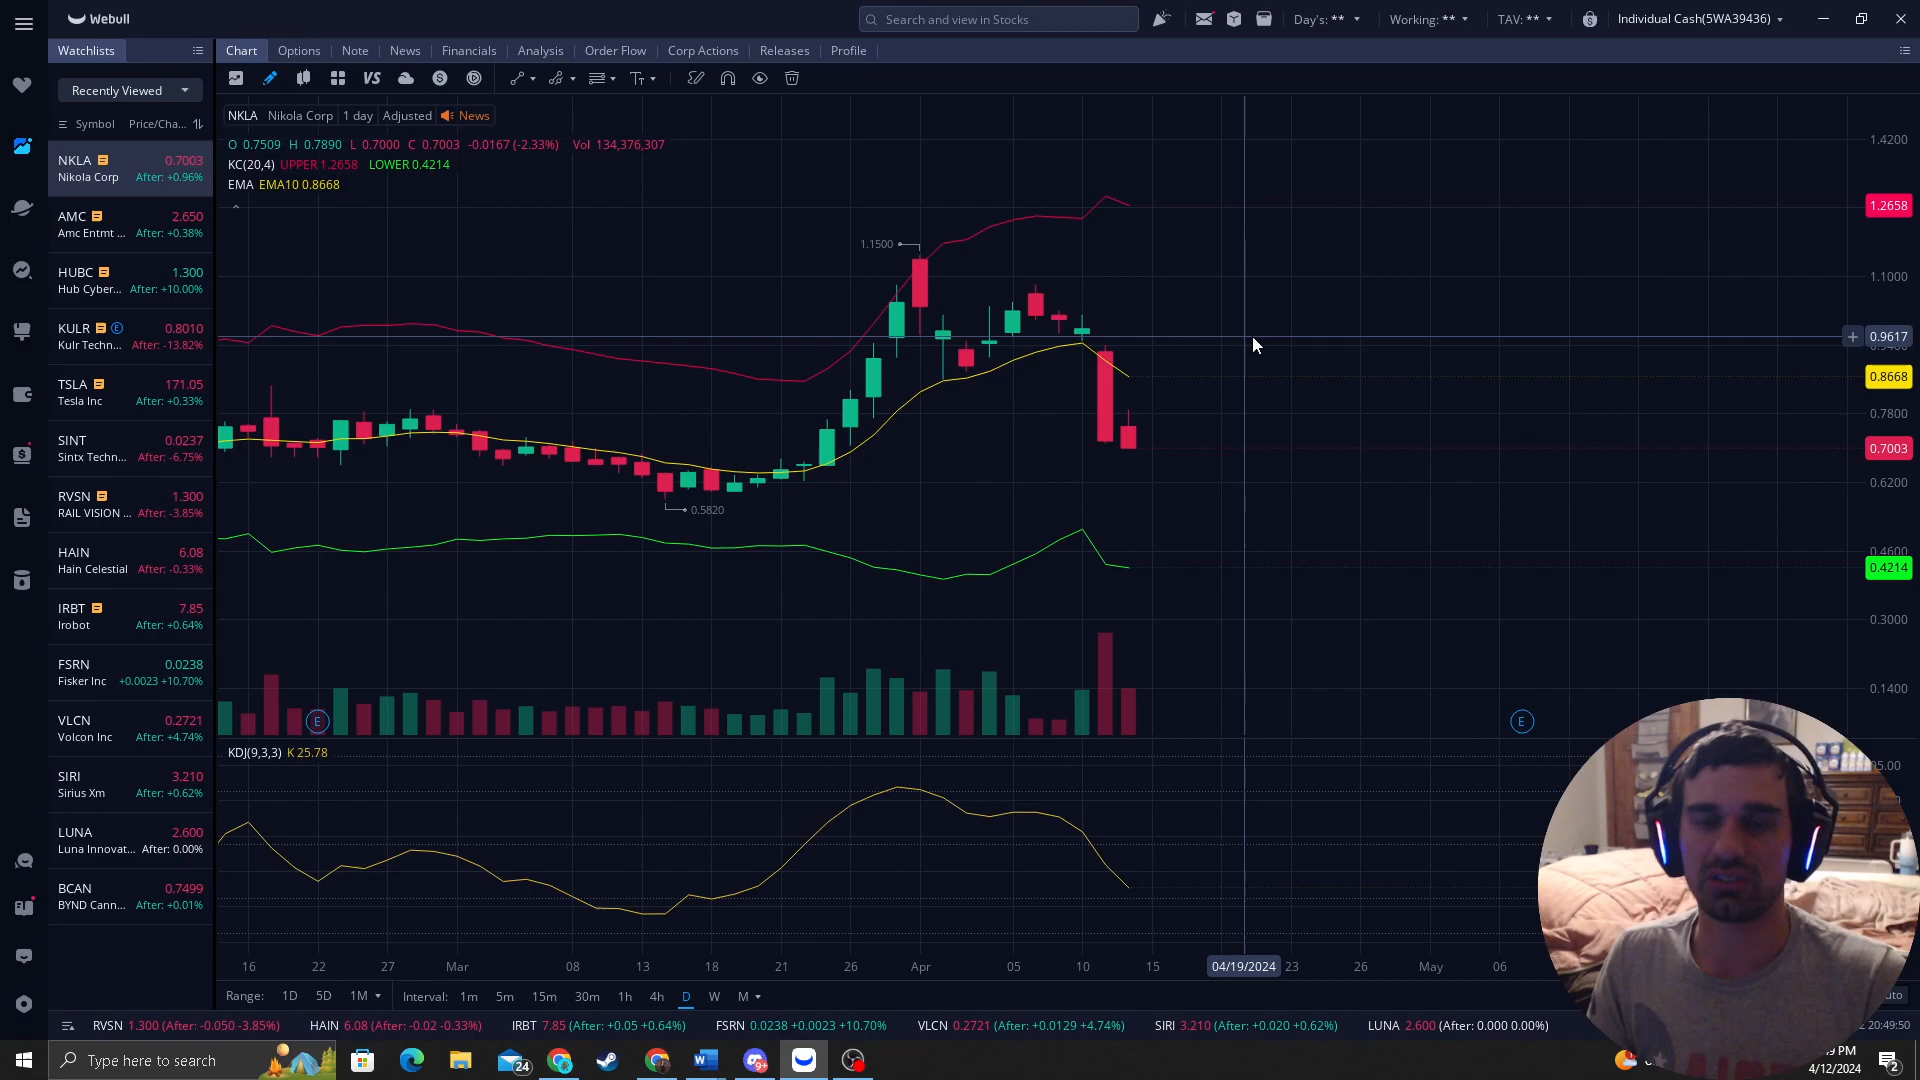 Webull
Search and view in Stocks
Day's: **
Working: **
TAV: **
Individual Cash(5WA39436)
Watchlists
Chart Options Note News Financials Analysis Order Flow Corp Actions Releases Profile
Recently Viewed
VS
S
Symbol Price/Cha...
NKLA 0.7003
Nikola Corp After: +0.96%
AMC 2.650
Amc Entmt ... After: +0.38%
HUBC 1.300
Hub Cyber... After: +10.00%
KULR E 0.8010
Kulr Techn... After: -13.82%
TSLA 171.05
Tesla Inc After: +0.33%
SINT 0.0237
Sintx Techn... After: -6.75%
RVSN 1.300
RAIL VISION ... After: -3.85%
HAIN 6.08
Hain Celestial After: -0.33%
IRBT 7.85
Irobot After: +0.64%
FSRN 0.0238
Fisker Inc +0.0023 +10.70%
VLCN 0.2721
Volcon Inc After: +4.74%
SIRI 3.210
Sirius Xm After: +0.62%
LUNA 2.600
Luna Innovat... After: 0.00%
BCAN 0.7499
BYND Cann... After: +0.01%
NKLA Nikola Corp 1 day Adjusted News
O 0.7509 H 0.7890 L 0.7000 C 0.7003 -0.0167 (-2.33%) Vol 134,376,307
KC(20,4) UPPER 1.2658 LOWER 0.4214
EMA EMA10 0.8668
1.1500
0.5820
1.4200
1.2658
1.1000
0.9617
0.8668
0.7800
0.7003
0.6200
0.4600
0.4214
0.3000
0.1400
E
E
KDJ(9,3,3) K 25.78
16 22 27 Mar 08 13 18 21 26 Apr 05 10 15 04/19/2024 23 26 May 06
Range: 1D 5D 1M Interval: 1m 5m 15m 30m 1h 4h D W M
RVSN 1.300 (After: -0.050 -3.85%) HAIN 6.08 (After: -0.02 -0.33%) IRBT 7.85 (After: +0.05 +0.64%) FSRN 0.0238 +0.0023 +10.70% VLCN 0.2721 (After: +0.0129 +4.74%) SIRI 3.210 (After: +0.020 +0.62%) LUNA 2.600 (After: 0.000 0.00%)
20:49:50
Type here to search
24
9+
PM
4/12/2024
2